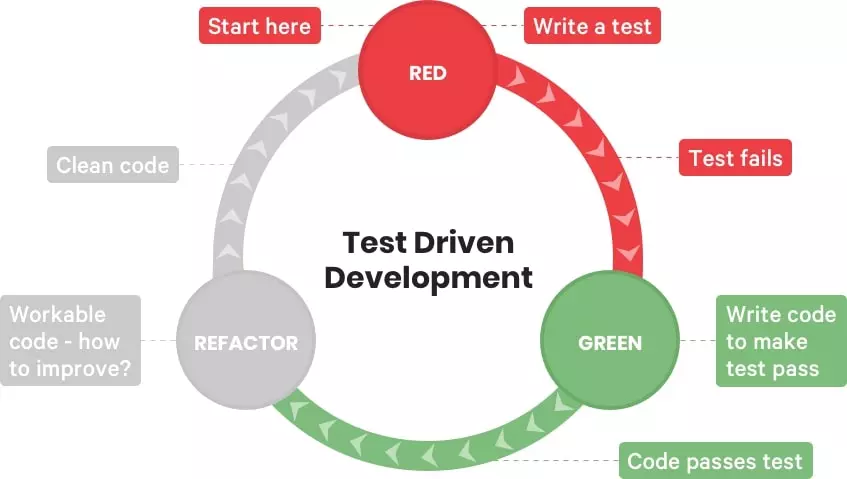 Start here
RED
Write a test
Clean code
Test fails
Test Driven
Development
Workable
code - how
to improve?
REFACTOR
GREEN
Write code
to make
test pass
Code passes test